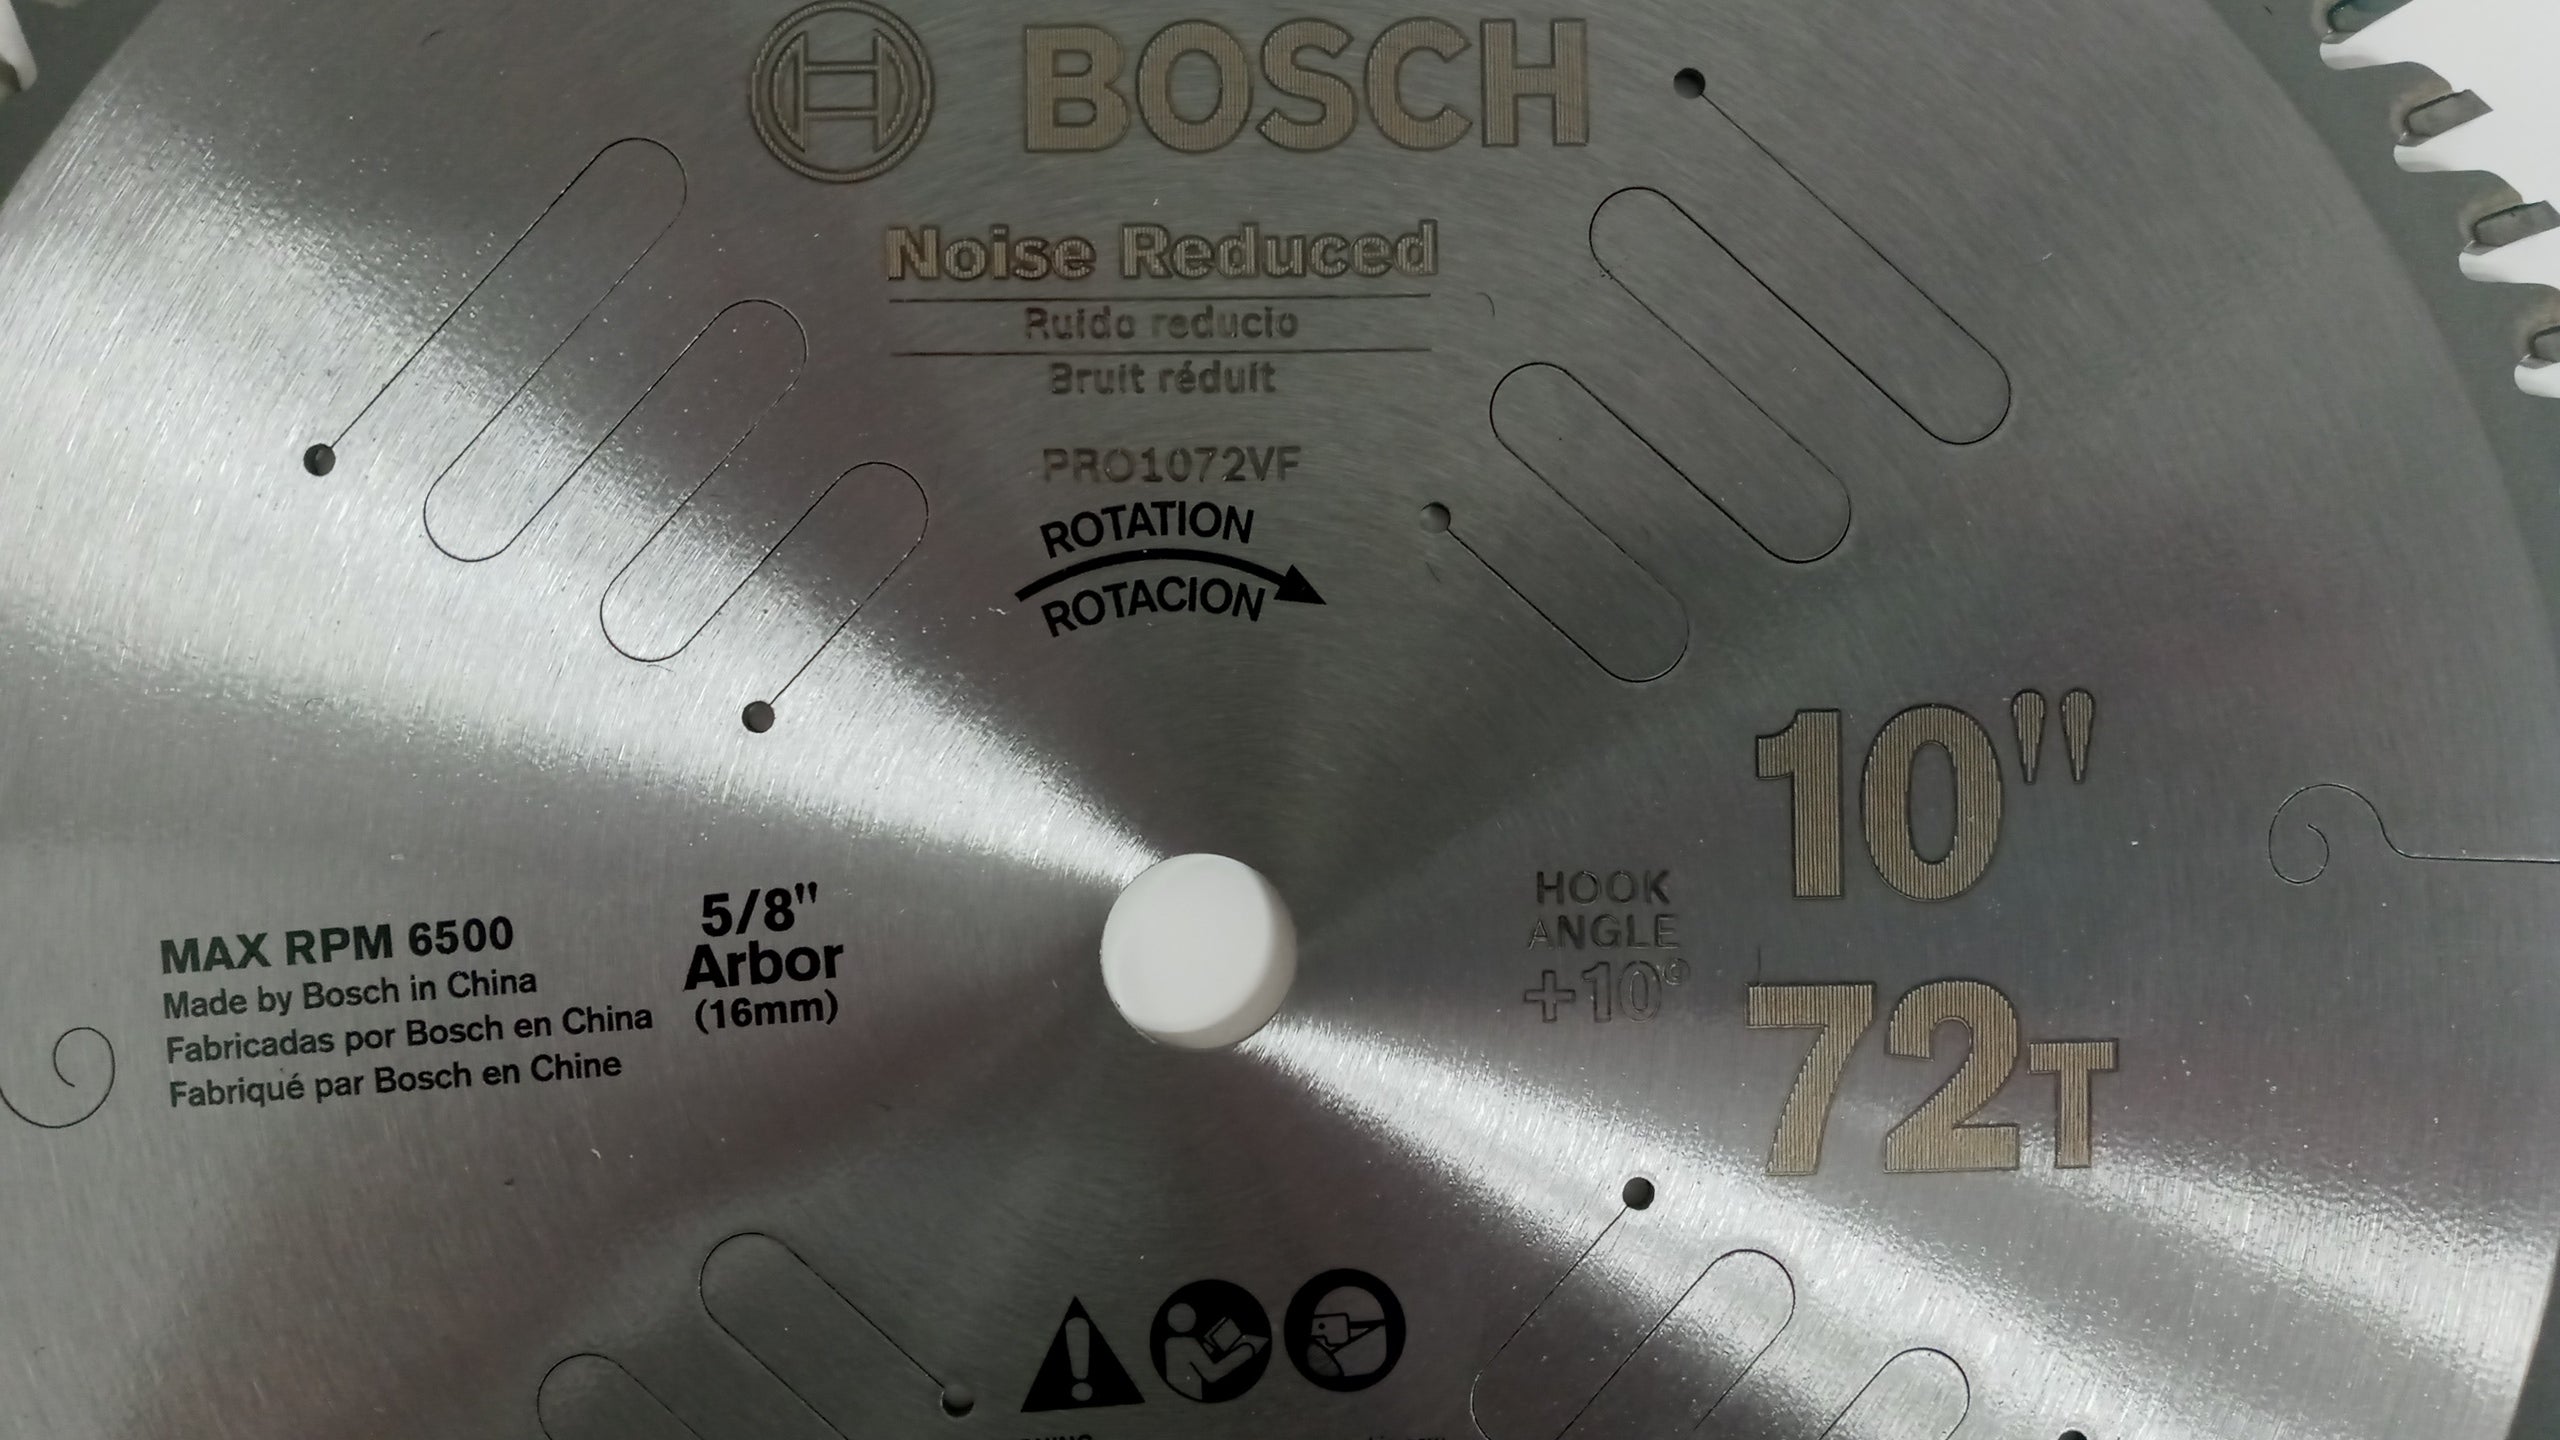 BOSCH
Noise Reduced
Ruido reducio
Bruit réduit
PRO1072VF
ROTATION
ROTACION
10"
72T
HOOK
ANGLE
+10°
5/8"
Arbor
(16mm)
MAX RPM 6500
Made by Bosch in China
Fabricadas por Bosch en China
Fabriqué par Bosch en Chine